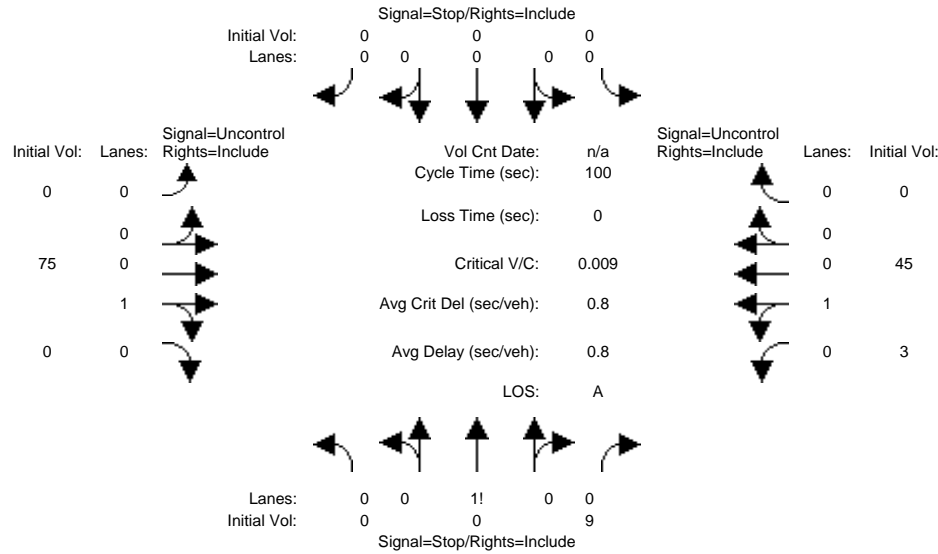 Signal=Stop/Rights=Include
Initial Vol: 0 0 0
Lanes: 0 0 0 0 0
Signal=Uncontrol
Initial Vol: Lanes: Rights=Include
Vol Cnt Date: n/a
Signal=Uncontrol
Rights=Include Lanes: Initial Vol:
Cycle Time (sec): 100
0 0
0 0
Loss Time (sec): 0
0
0
75 0
Critical V/C: 0.009
0 45
1
Avg Crit Del (sec/veh): 0.8
1
0 0
Avg Delay (sec/veh): 0.8
0 3
LOS: A
Lanes: 0 0 1! 0 0
Initial Vol: 0 0 9
Signal=Stop/Rights=Include